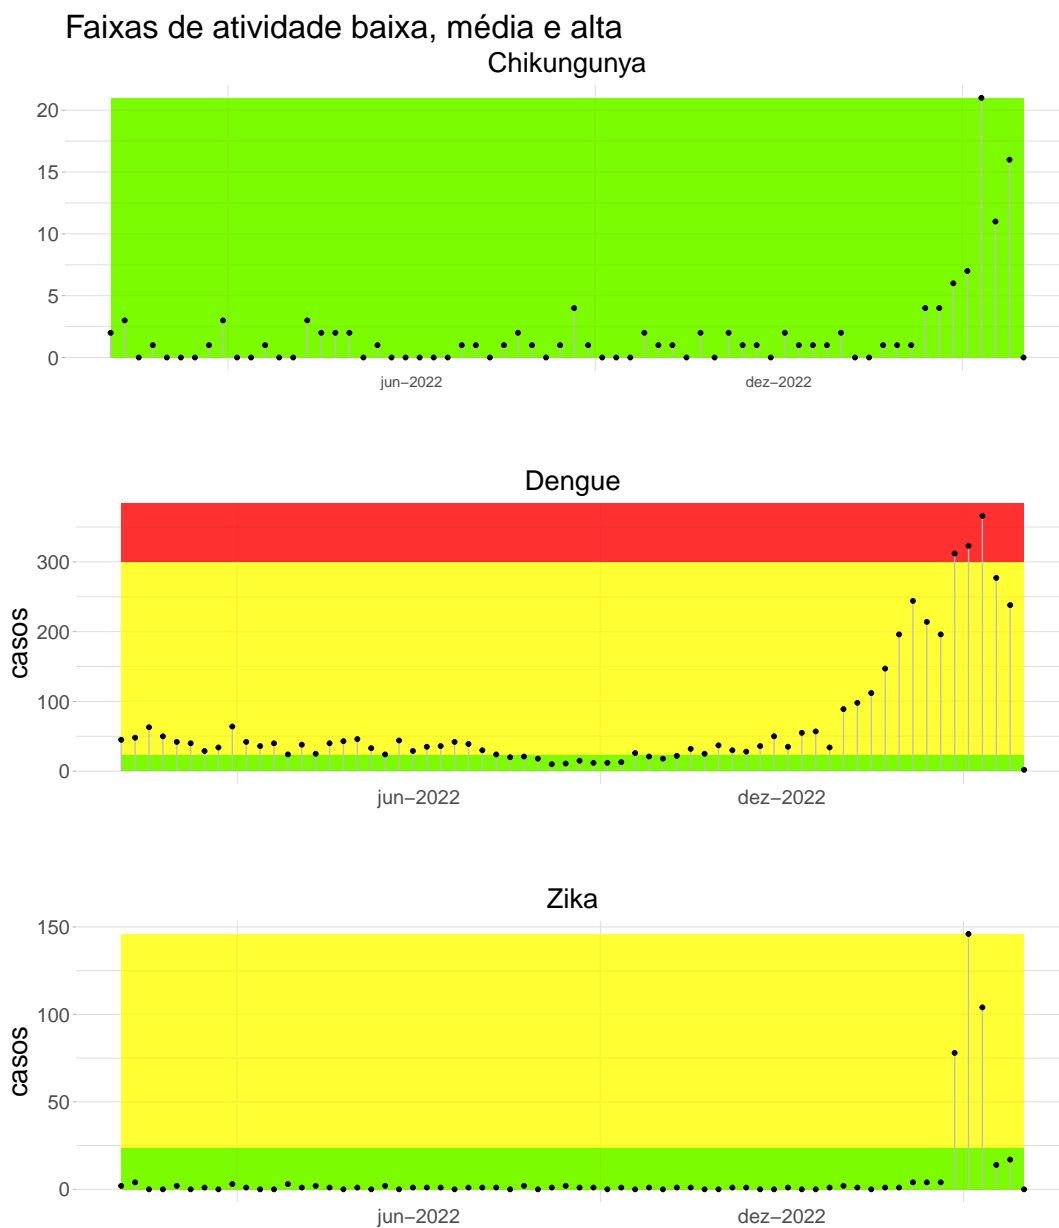 Faixas de atividade baixa, média e alta
Chikungunya
20
15
10
5
0
jun−2022 dez−2022
Dengue
casos
300
200
100
0
jun−2022 dez−2022
Zika
casos
150
100
50
0
jun−2022 dez−2022